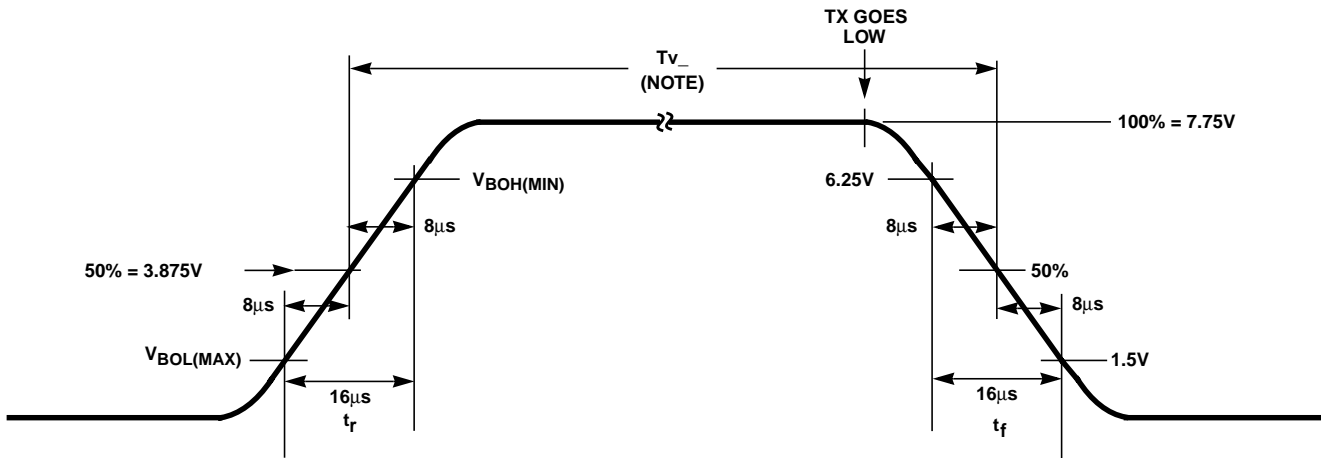 TX GOES
LOW
Tv_
(NOTE)
100% = 7.75V
VBOH(MIN)
6.25V
8μs
8μs
50% = 3.875V
50%
8μs
8μs
VBOL(MAX)
1.5V
16μs
tr
16μs
tf